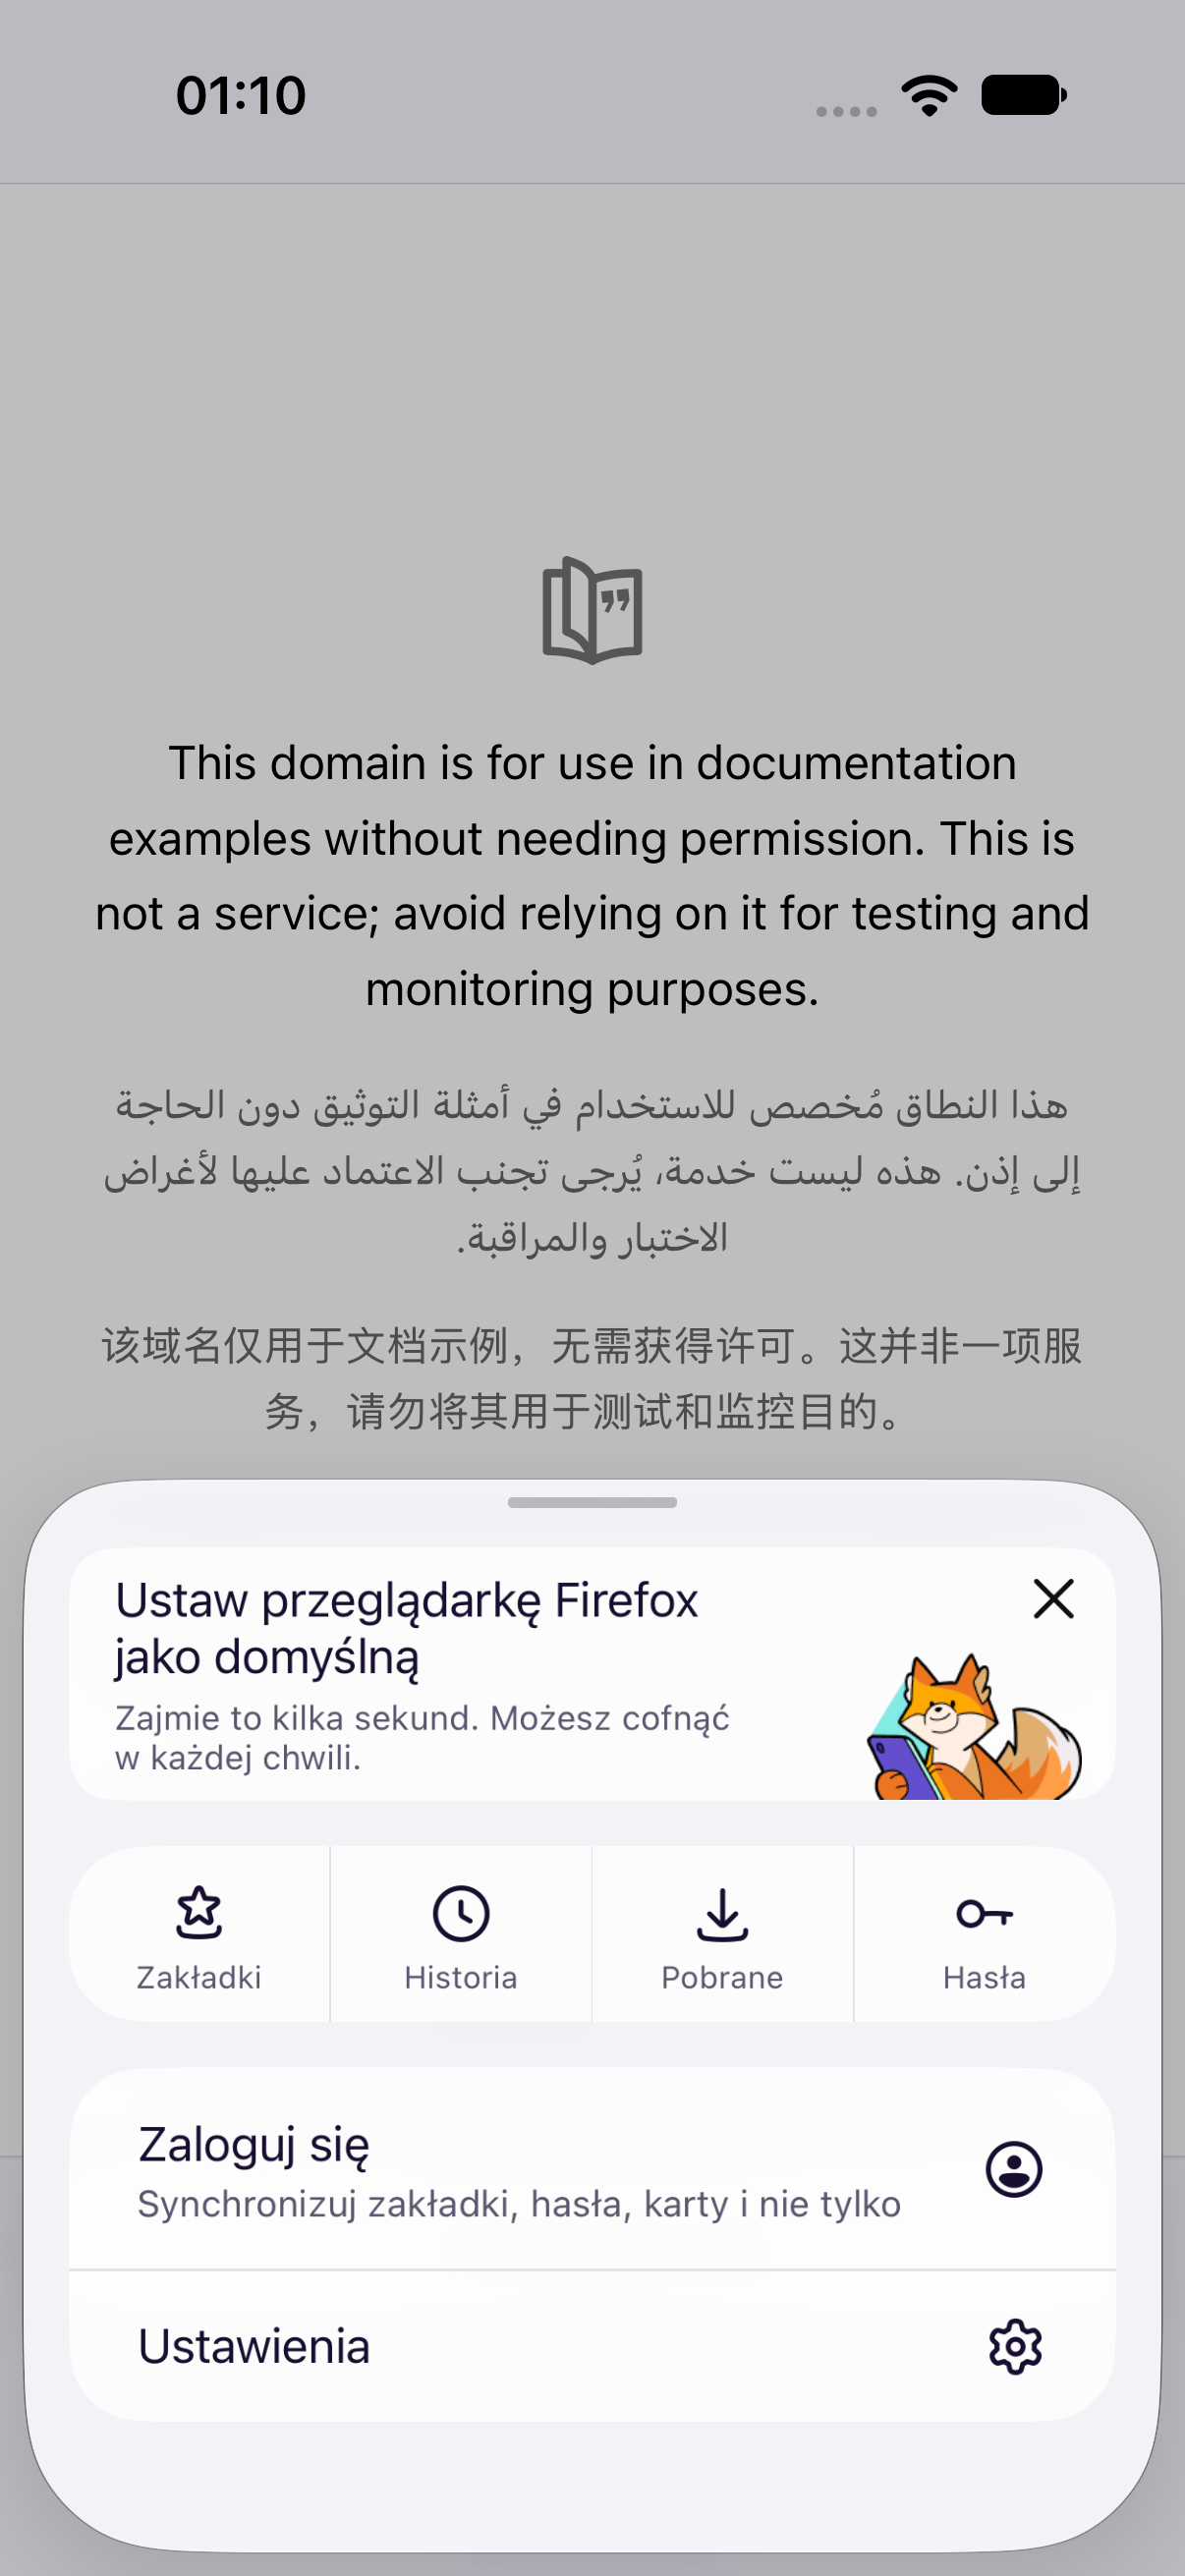 01:10
This domain is for use in documentation
examples without needing permission. This is
not a service; avoid relying on it for testing and
monitoring purposes.
هذا النطاق مُخصص للاستخدام في أمثلة التوثيق دون الحاجة
إلى إذن. هذه ليست خدمة، يُرجى تجنب الاعتماد عليها لأغراض
الاختبار والمراقبة.
该域名仅用于文档示例，无需获得许可。这并非一项服
务，请勿将其用于测试和监控目的。
Ustaw przeglądarkę Firefox
jako domyślną
Zajmie to kilka sekund. Możesz cofnąć
w każdej chwili.
Zakładki
Historia
Pobrane
Hasła
Zaloguj się
Synchronizuj zakładki, hasła, karty i nie tylko
Ustawienia